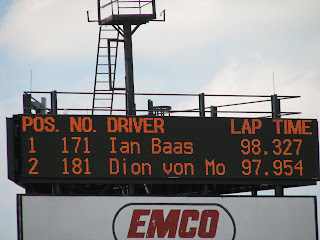 POS. NO. DRIVER LAP TIME
1 171 Ian Baas 98.327
2 181 Dion von Mo 97.954
EMCO